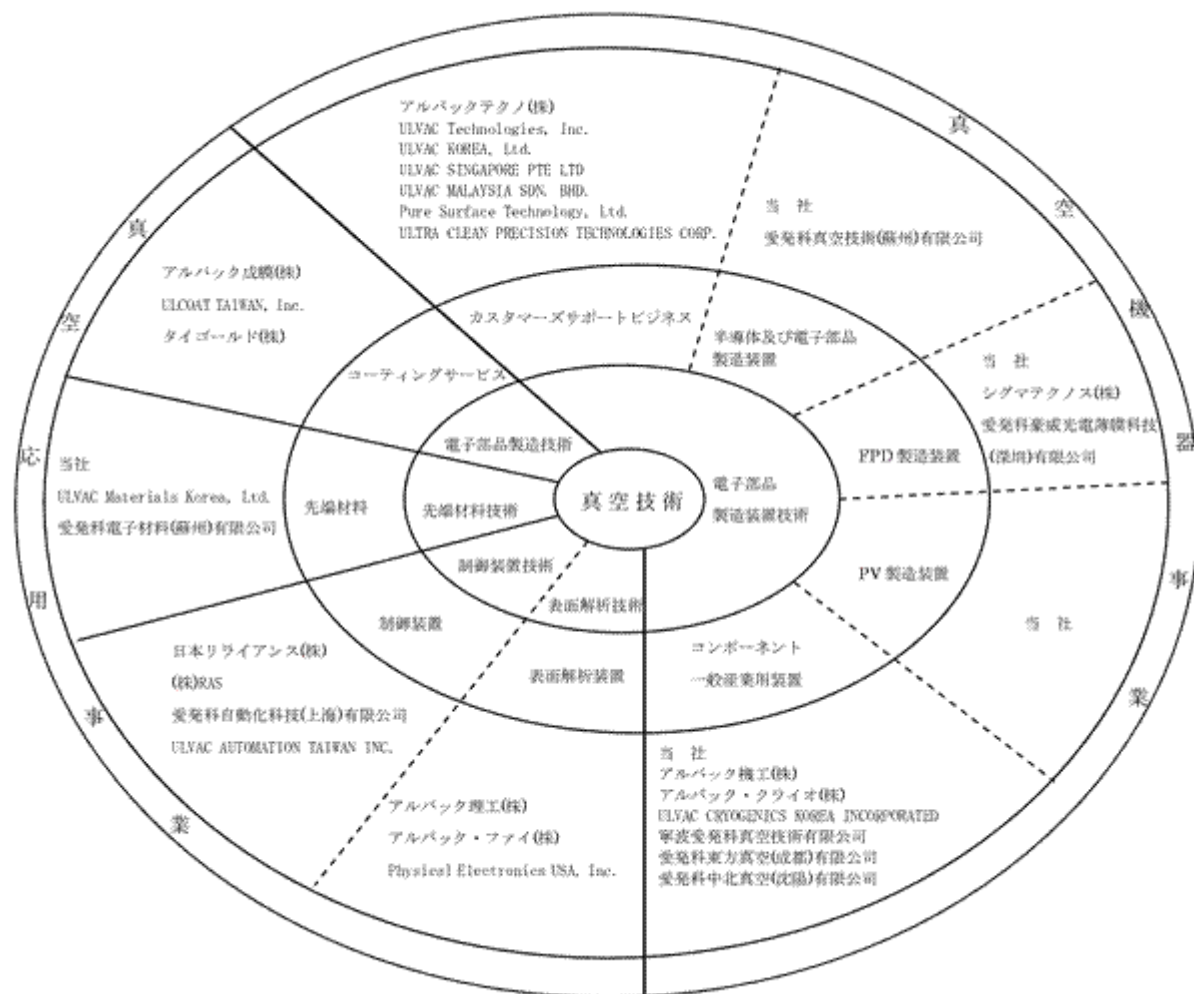 真空機器事業
真空応用事業
アルバックテクノ(株)
ULVAC Technologies, Inc.
ULVAC KOREA, Ltd.
ULVAC SINGAPORE PTE LTD
ULVAC MALAYSIA SDN. BHD.
Pure Surface Technology, Ltd.
ULTRA CLEAN PRECISION TECHNOLOGIES CORP.
当 社
愛発科真空技術(蘇州)有限公司
アルバック成膜(株)
ULCOAT TAIWAN, Inc.
タイゴールド(株)
カスタマーズサポートビジネス
半導体及び電子部品
製造装置
コーティングサービス
当 社
シグマテクノス(株)
愛発科豪威光電薄膜科技
(深圳)有限公司
FPD 製造装置
電子部品製造技術
当社
ULVAC Materials Korea, Ltd.
愛発科電子材料(蘇州)有限公司
先端材料
先端材料技術
真空技術
電子部品
製造装置技術
制御装置技術
表面解析技術
PV 製造装置
当 社
制御装置
表面解析装置
コンポーネント
一般産業用装置
日本リライアンス(株)
(株)RAS
愛発科自動化科技(上海)有限公司
ULVAC AUTOMATION TAIWAN INC.
アルバック理工(株)
アルバック・ファイ(株)
Physical Electronics USA, Inc.
当 社
アルバック機工(株)
アルバック・クライオ(株)
ULVAC CRYOGENICS KOREA INCORPORATED
寧波愛発科真空技術有限公司
愛発科東方真空(成都)有限公司
愛発科中北真空(沈陽)有限公司